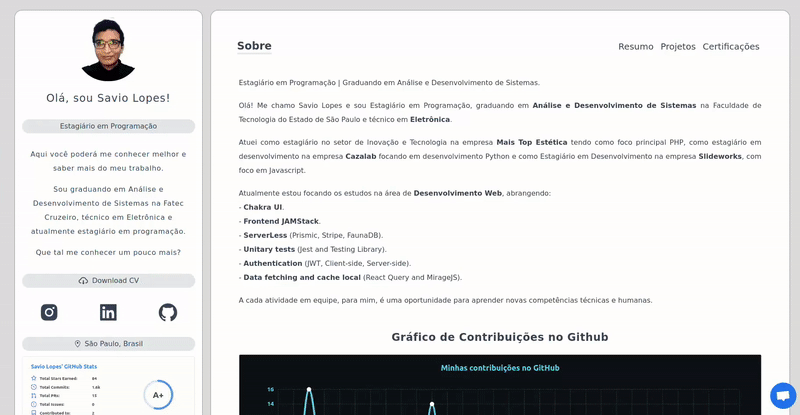 Olá, sou Savio Lopes!
Estagiário em Programação
Aqui você poderá me conhecer melhor e
saber mais do meu trabalho.
Sou graduando em Análise e
Desenvolvimento de Sistemas na Fatec
Cruzeiro, técnico em Eletrônica e
atualmente estagiário em programação.
Que tal me conhecer um pouco mais?
Download CV
São Paulo, Brasil
Savio Lopes' GitHub Stats
Total Stars Earned: 84
Total Commits: 1.6k
Total PRs: 13
Total Issues: 0
Contributed to: 2
A+
Sobre
Resumo Projetos Certificações
Estagiário em Programação | Graduando em Análise e Desenvolvimento de Sistemas.
Olá! Me chamo Savio Lopes e sou Estagiário em Programação, graduando em Análise e Desenvolvimento de Sistemas na Faculdade de
Tecnologia do Estado de São Paulo e técnico em Eletrônica.
Atuei como estagiário no setor de Inovação e Tecnologia na empresa Mais Top Estética tendo como foco principal PHP, como estagiário em
desenvolvimento na empresa Cazalab focando em desenvolvimento Python e como Estagiário em Desenvolvimento na empresa Slideworks, com
foco em Javascript.
Atualmente estou focando os estudos na área de Desenvolvimento Web, abrangendo:
- Chakra UI.
- Frontend JAMStack.
- ServerLess (Prismic, Stripe, FaunaDB).
- Unitary tests (Jest and Testing Library).
- Authentication (JWT, Client-side, Server-side).
- Data fetching and cache local (React Query and MirageJS).
A cada atividade em equipe, para mim, é uma oportunidade para aprender novas competências técnicas e humanas.
Gráfico de Contribuições no Github
Minhas contribuições no GitHub
16
14